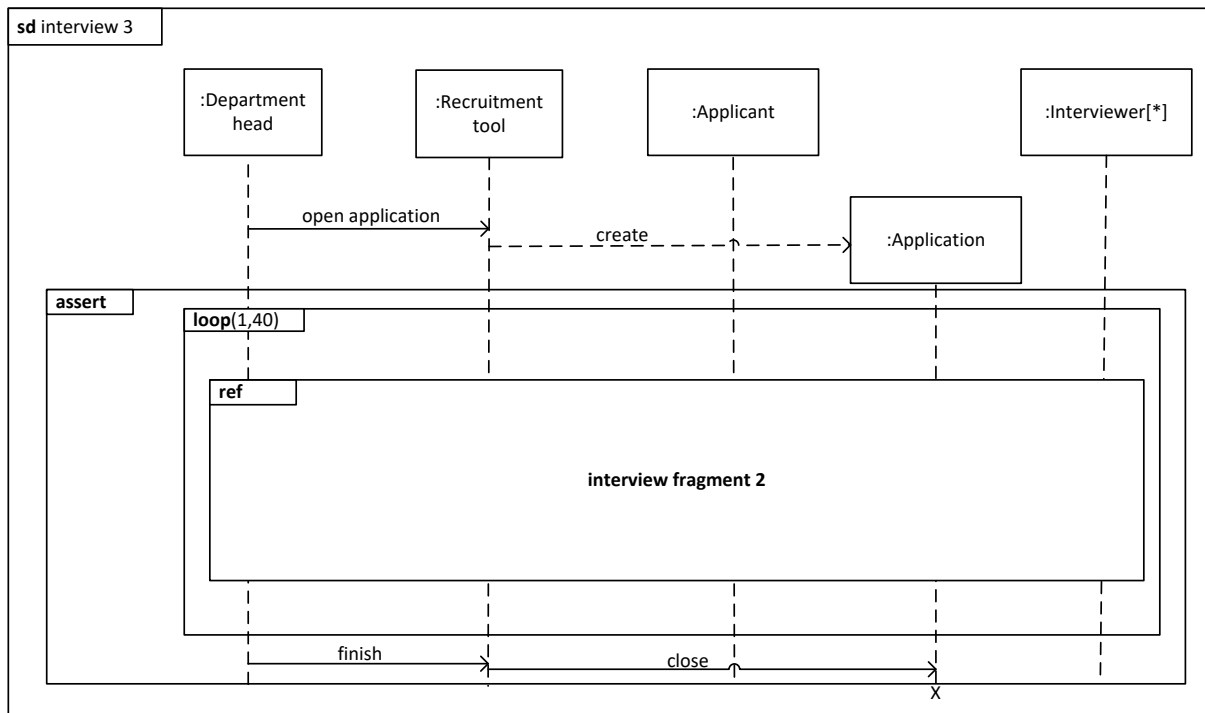 sd interview 3
:Department
head
:Recruitment
tool
:Applicant
:Interviewer[*]
open application
create
:Application
assert
loop(1,40)
ref
interview fragment 2
finish
close
X